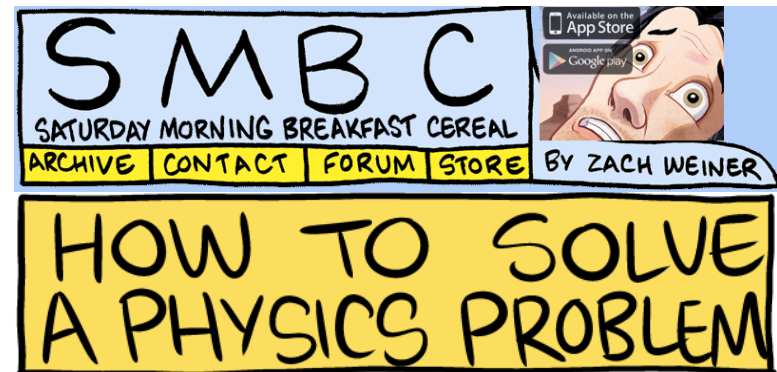 SMBC
SATURDAY MORNING BREAKFAST CEREAL
ARCHIVE CONTACT FORUM STORE
Available on the
App Store
ANDROID APP ON
Google play
BY ZACH WEINER
HOW TO SOLVE
A PHYSICS PROBLEM